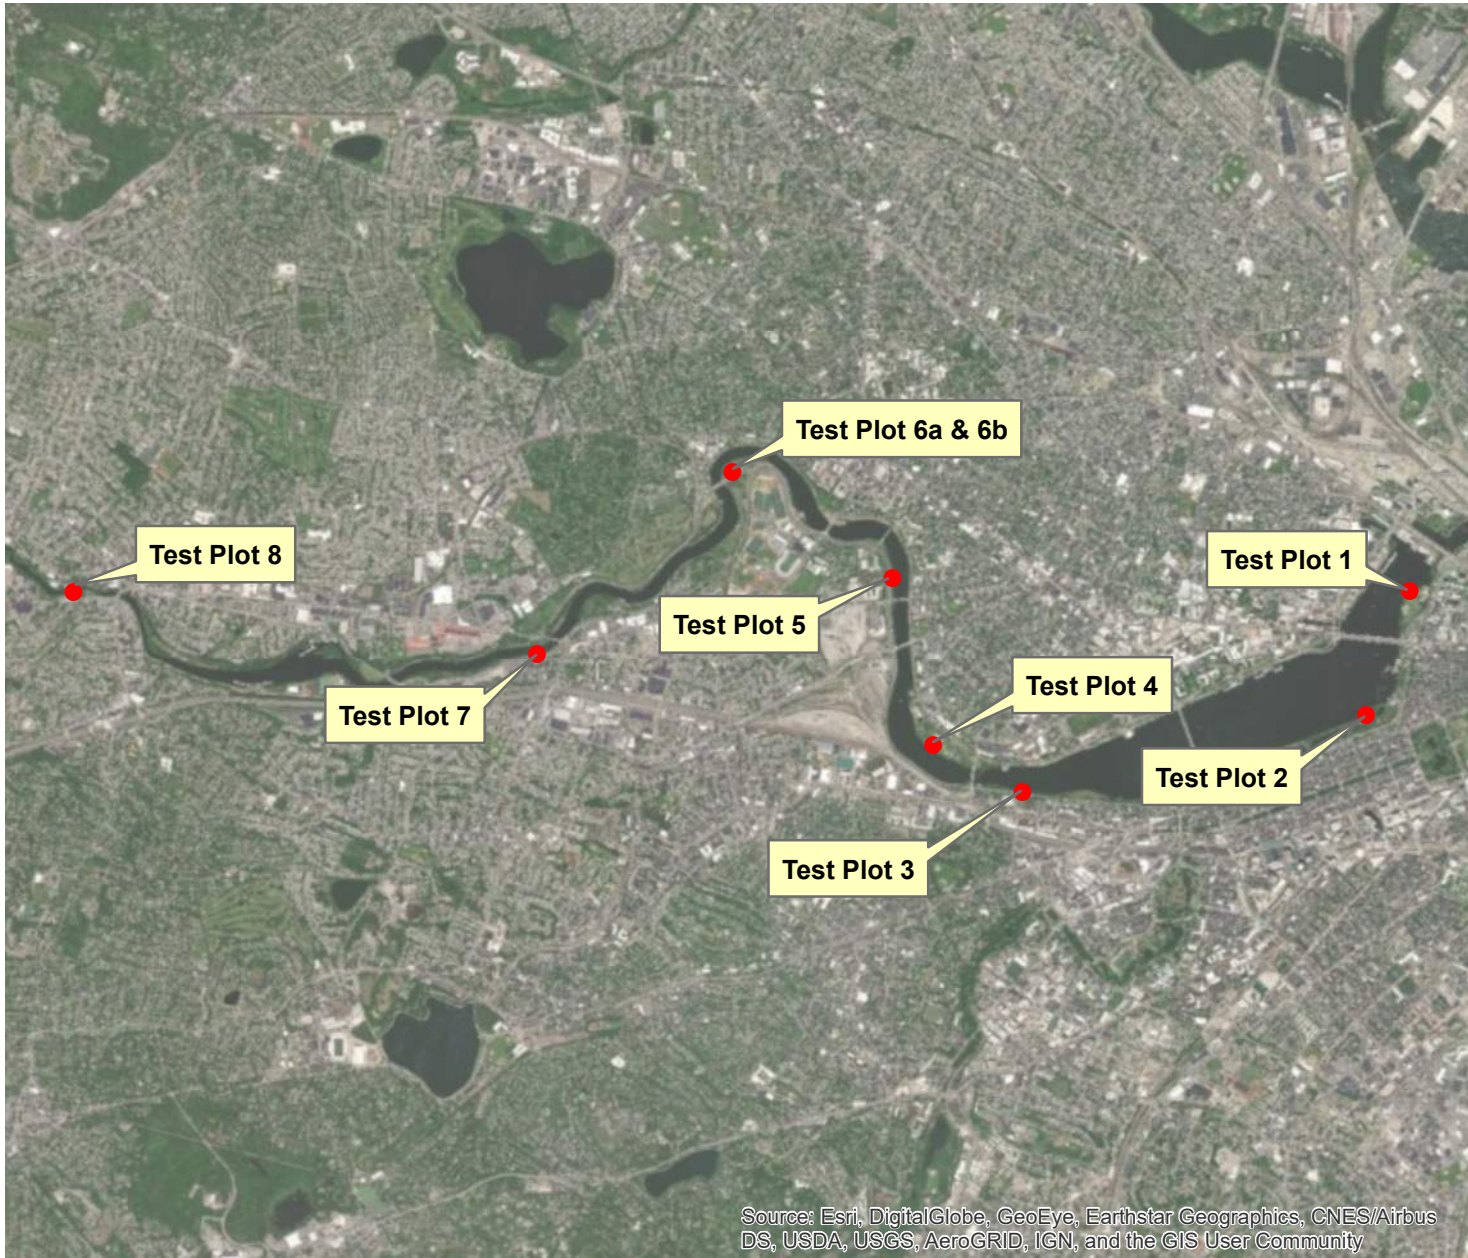 Test Plot 6a & 6b
Test Plot 8
Test Plot 1
Test Plot 5
Test Plot 4
Test Plot 7
Test Plot 2
Test Plot 3
Source: Esri, DigitalGlobe, GeoEye, Earthstar Geographics, CNES/Airbus
DS, USDA, USGS, AeroGRID, IGN, and the GIS User Community